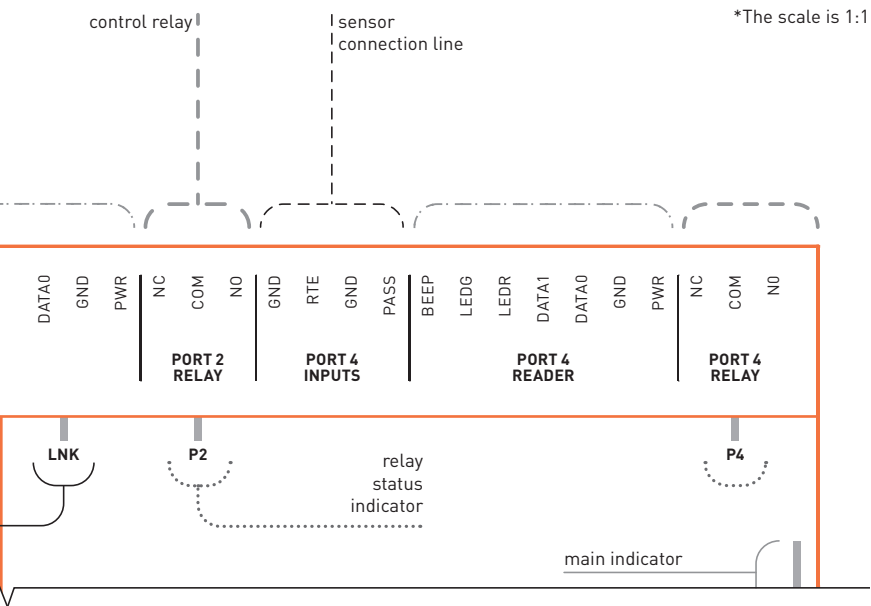 control relay
sensor
connection line
*The scale is 1:1
DATA0
GND
PWR
NC
COM
NO
GND
RTE
GND
PASS
BEEP
LEDG
LEDR
DATA1
DATA0
GND
PWR
NC
COM
N0
PORT 2
RELAY
PORT 4
INPUTS
PORT 4
READER
PORT 4
RELAY
LNK
P2
P4
relay
status
indicator
main indicator